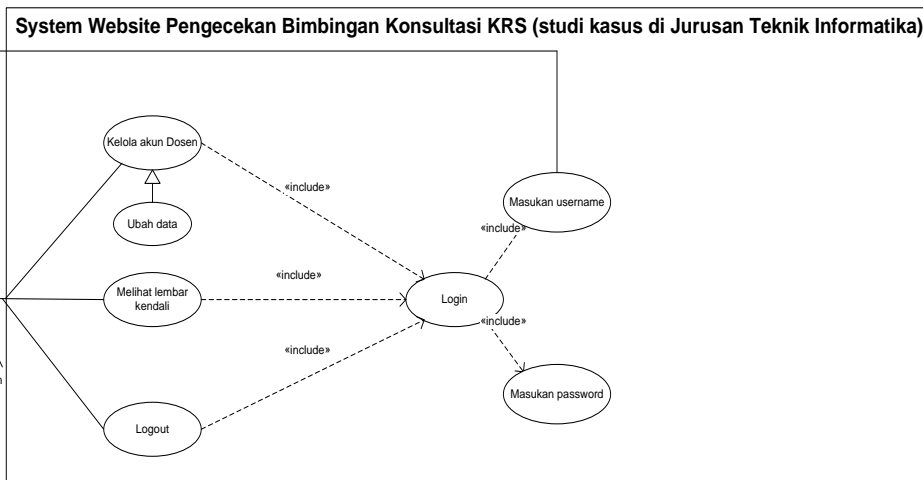 System Website Pengecekan Bimbingan Konsultasi KRS (studi kasus di Jurusan Teknik Informatika)
Kelola akun Dosen
«include»
Ubah data
Masukan username
«include»
Melihat lembar
kendali
«include»
Login
«include»
«include»
Masukan password
Logout